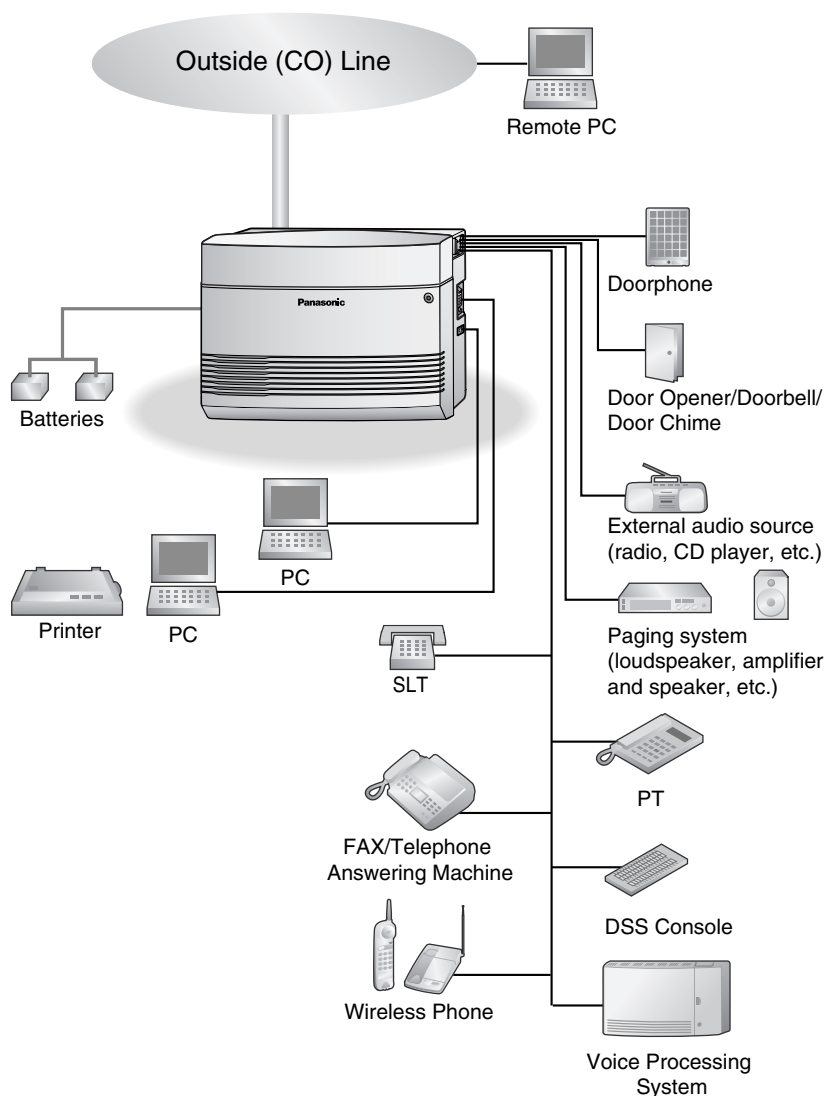 Outside (CO) Line
Remote PC
Panasonic
Doorphone
Batteries
Door Opener/Doorbell/
Door Chime
External audio source
(radio, CD player, etc.)
PC
Printer
PC
Paging system
(loudspeaker, amplifier
and speaker, etc.)
SLT
PT
FAX/Telephone
Answering Machine
DSS Console
Wireless Phone
Voice Processing
System